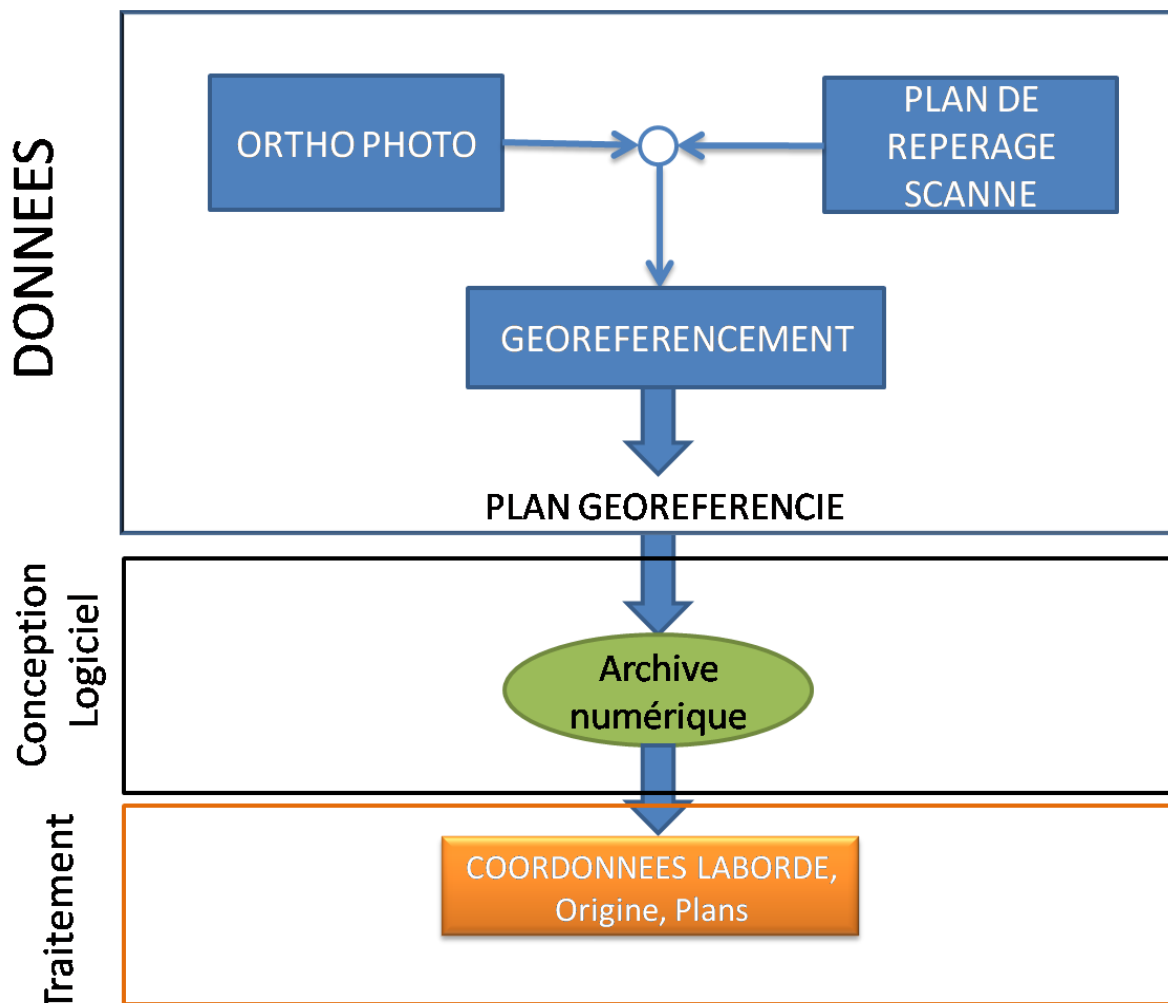 DONNEES
ORTHO PHOTO
PLAN DE
REPERAGE
SCANNE
GEOREFERENCEMENT
PLAN GEOREFERENCIE
Conception
Logiciel
Archive
numérique
Traitement
COORDONNEES LABORDE,
Origine, Plans